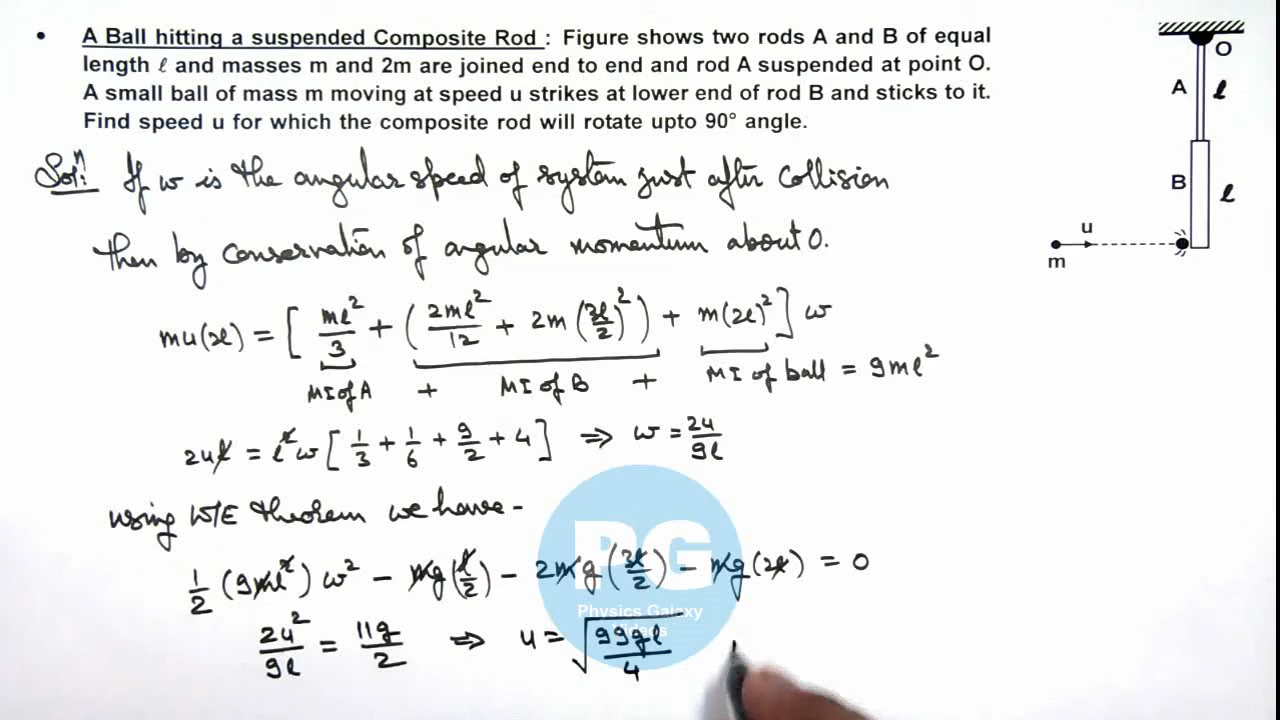 • A Ball hitting a suspended Composite Rod : Figure shows two rods A and B of equal
length ℓ and masses m and 2m are joined end to end and rod A suspended at point O.
A small ball of mass m moving at speed u strikes at lower end of rod B and sticks to it.
Find speed u for which the composite rod will rotate upto 90° angle.
O
A l
B l
u
m
Solⁿ: If w is the angular speed of system just after collision
then by conservation of angular momentum about O.
mu(2l) = [ ml²/3 + ( 2ml²/12 + 2m (3l/2)² ) + m(2l)² ] w
MI of A + MI of B + MI of ball = 9ml²
2ul = l²w [ 1/3 + 1/6 + 9/2 + 4 ] ⇒ w = 2u/9l
using W/E theorem we have -
1/2 (9ml²) w² - mg(l/2) - 2mg(3l/2) - mg(2l) = 0
2u²/9l = 11g/2 ⇒ u = √(99gl/4)
PG
Physics Galaxy
Videos